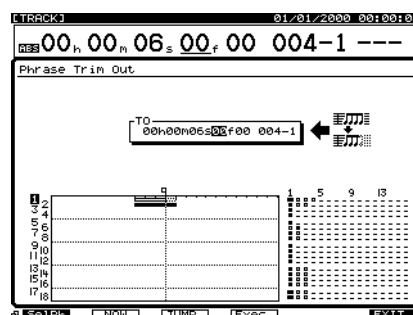 [TRACK] 01/01/2000 00:00:0
ABS 00h 00m 06s 00f 00 004-1 ---
Phrase Trim Out
TO
00h00m06s00f00 004-1
9
1 5 9 13
1
2
3
4
5
6
7
8
9
10
11
12
13
14
15
16
17
18
SelPh NOW JUMP Exec EXIT